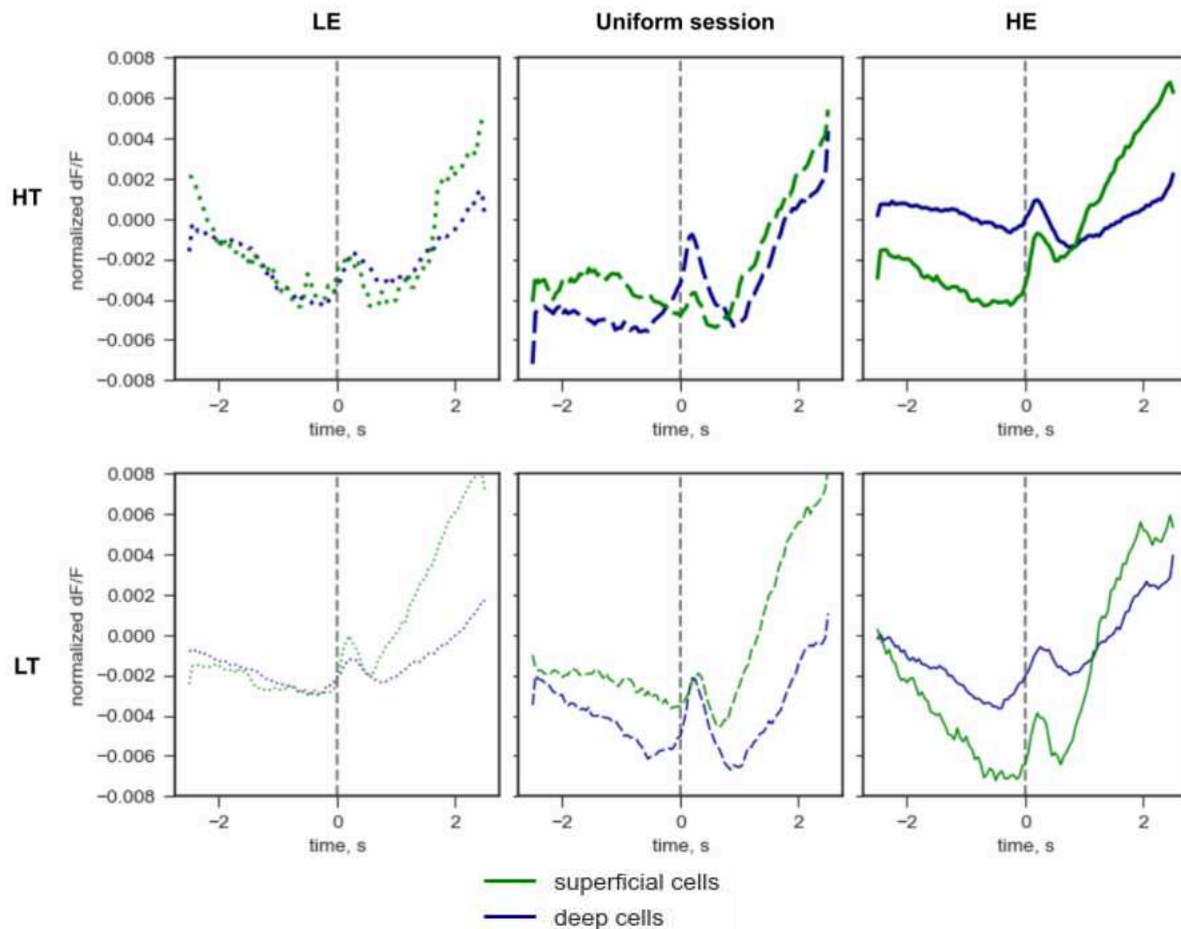 LE Uniform session HE
HT
normalized dF/F
0.008
0.006
0.004
0.002
0.000
−0.002
−0.004
−0.006
−0.008
−2 0 2 −2 0 2 −2 0 2
time, s time, s time, s
LT
normalized dF/F
0.008
0.006
0.004
0.002
0.000
−0.002
−0.004
−0.006
−0.008
−2 0 2 −2 0 2 −2 0 2
time, s time, s time, s
superficial cells
deep cells